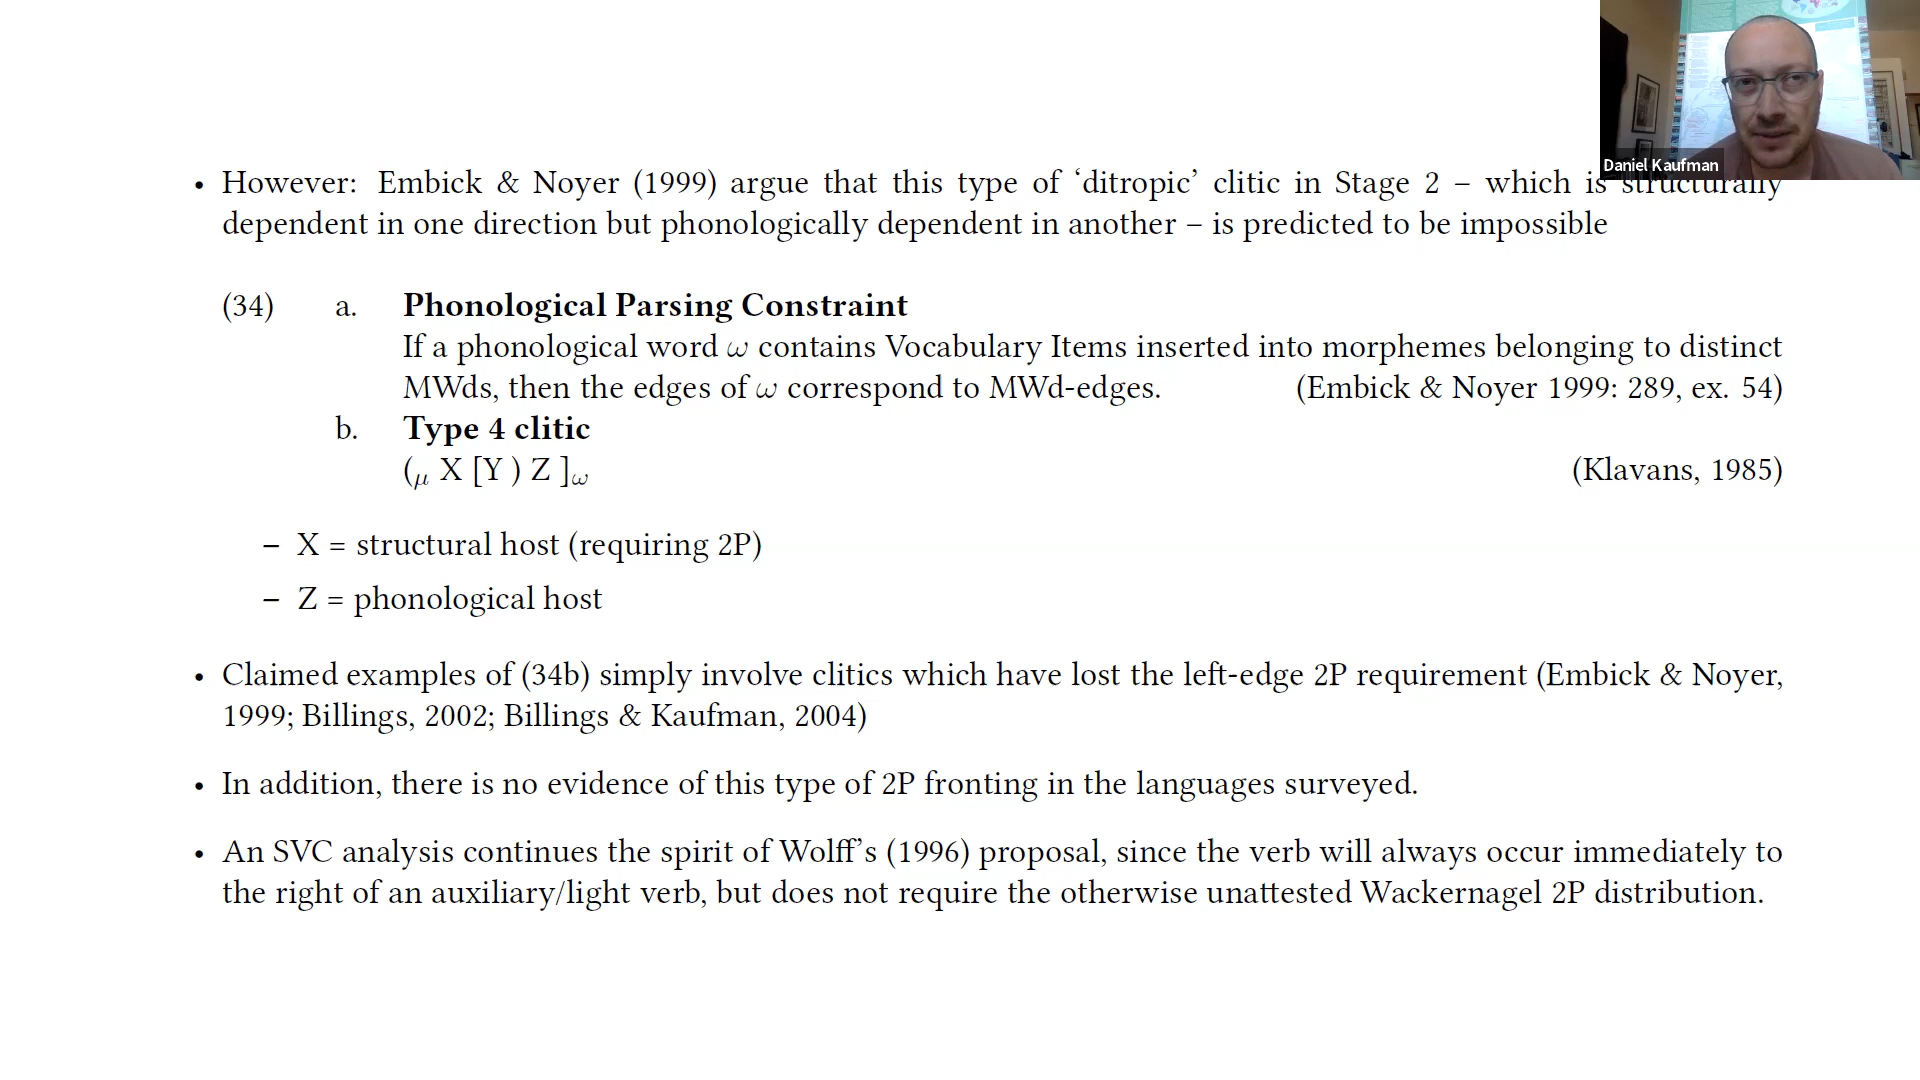 Daniel Kaufman
• However: Embick & Noyer (1999) argue that this type of ‘ditropic’ clitic in Stage 2 – which is structurally
dependent in one direction but phonologically dependent in another – is predicted to be impossible
(34) a. Phonological Parsing Constraint
If a phonological word ω contains Vocabulary Items inserted into morphemes belonging to distinct
MWds, then the edges of ω correspond to MWd-edges. (Embick & Noyer 1999: 289, ex. 54)
b. Type 4 clitic
(μ X [Y ) Z ]ω (Klavans, 1985)
– X = structural host (requiring 2P)
– Z = phonological host
• Claimed examples of (34b) simply involve clitics which have lost the left-edge 2P requirement (Embick & Noyer,
1999; Billings, 2002; Billings & Kaufman, 2004)
• In addition, there is no evidence of this type of 2P fronting in the languages surveyed.
• An SVC analysis continues the spirit of Wolff’s (1996) proposal, since the verb will always occur immediately to
the right of an auxiliary/light verb, but does not require the otherwise unattested Wackernagel 2P distribution.